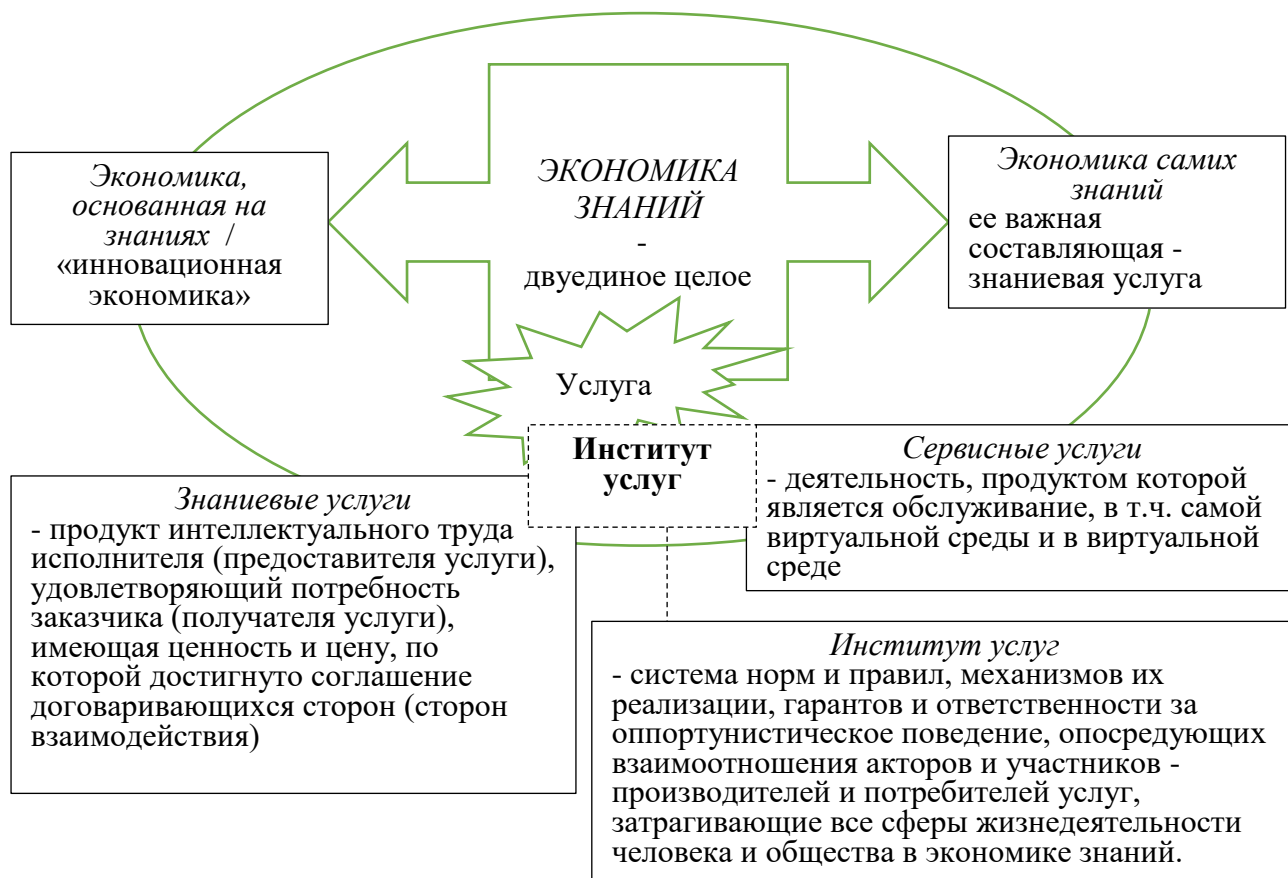 Экономика,
основанная на
знаниях /
«инновационная
экономика»
ЭКОНОМИКА
ЗНАНИЙ
-
двуединое целое
Экономика самих
знаний
ее важная
составляющая -
знаниевая услуга
Услуга
Институт
услуг
Сервисные услуги
- деятельность, продуктом которой
является обслуживание, в т.ч. самой
виртуальной среды и в виртуальной
среде
Знаниевые услуги
- продукт интеллектуального труда
исполнителя (предоставителя услуги),
удовлетворяющий потребность
заказчика (получателя услуги),
имеющая ценность и цену, по
которой достигнуто соглашение
договаривающихся сторон (сторон
взаимодействия)
Институт услуг
- система норм и правил, механизмов их
реализации, гарантов и ответственности за
оппортунистическое поведение, опосредующих
взаимоотношения акторов и участников -
производителей и потребителей услуг,
затрагивающие все сферы жизнедеятельности
человека и общества в экономике знаний.